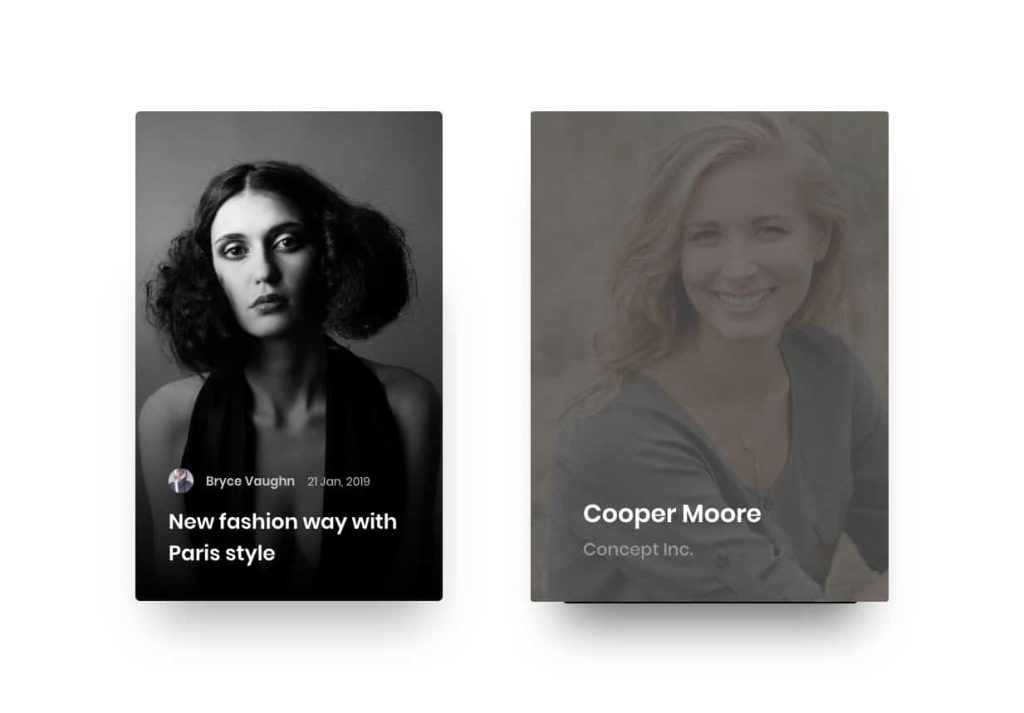 Bryce Vaughn 21 Jan, 2019
New fashion way with
Paris style
Cooper Moore
Concept Inc.